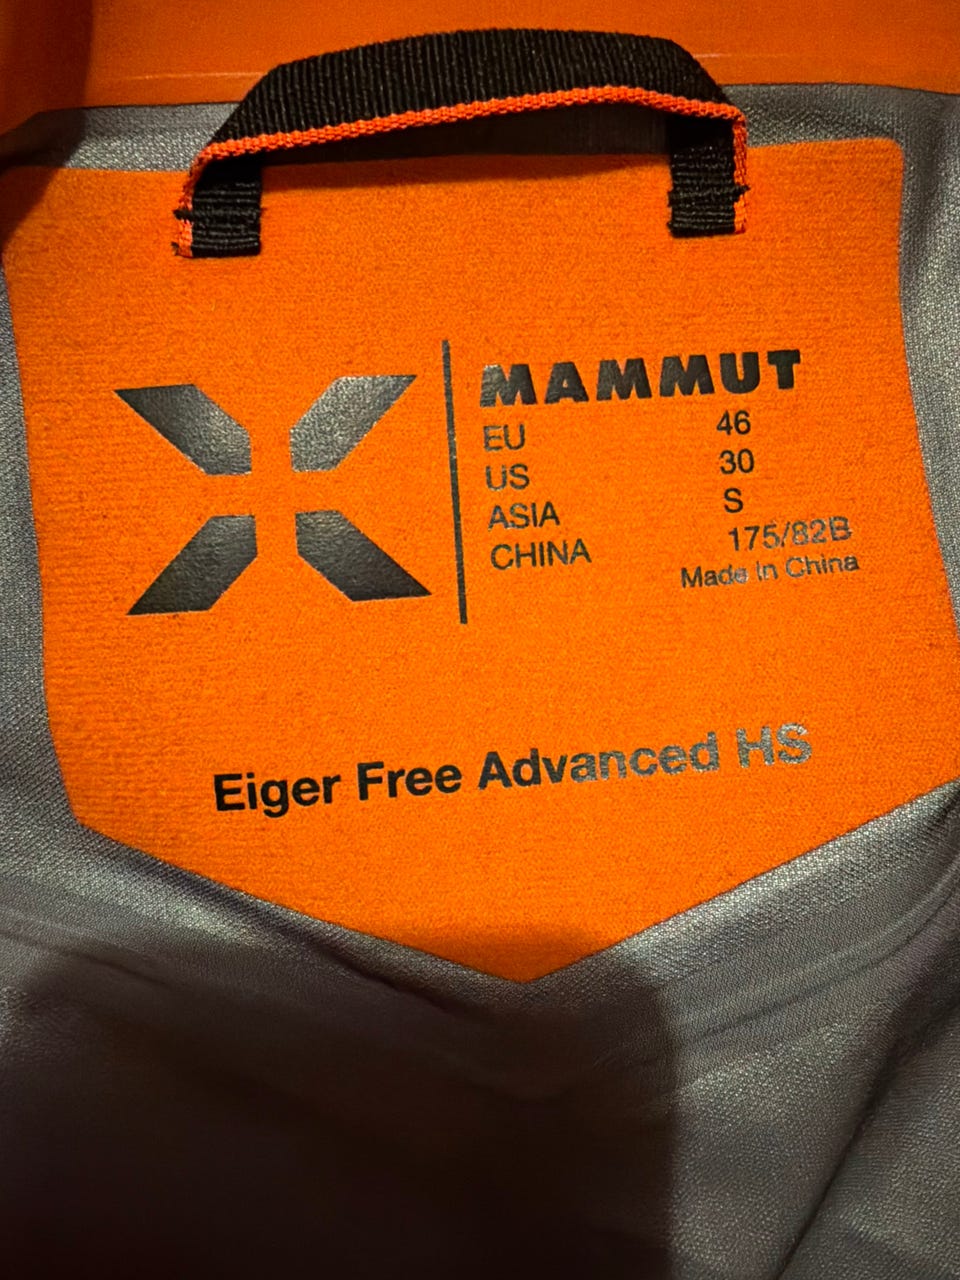 MAMMUT
EU 46
US 30
ASIA S
CHINA 175/82B
Made in China
Eiger Free Advanced HS